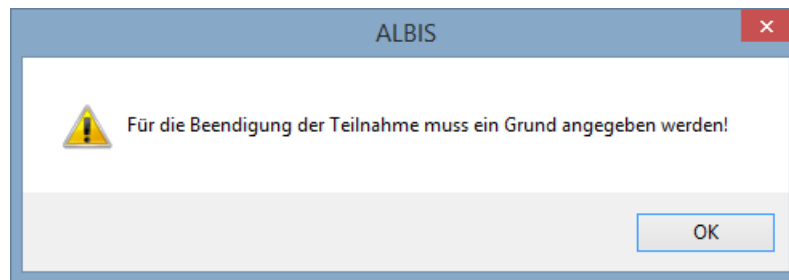 ALBIS
Für die Beendigung der Teilnahme muss ein Grund angegeben werden!
OK